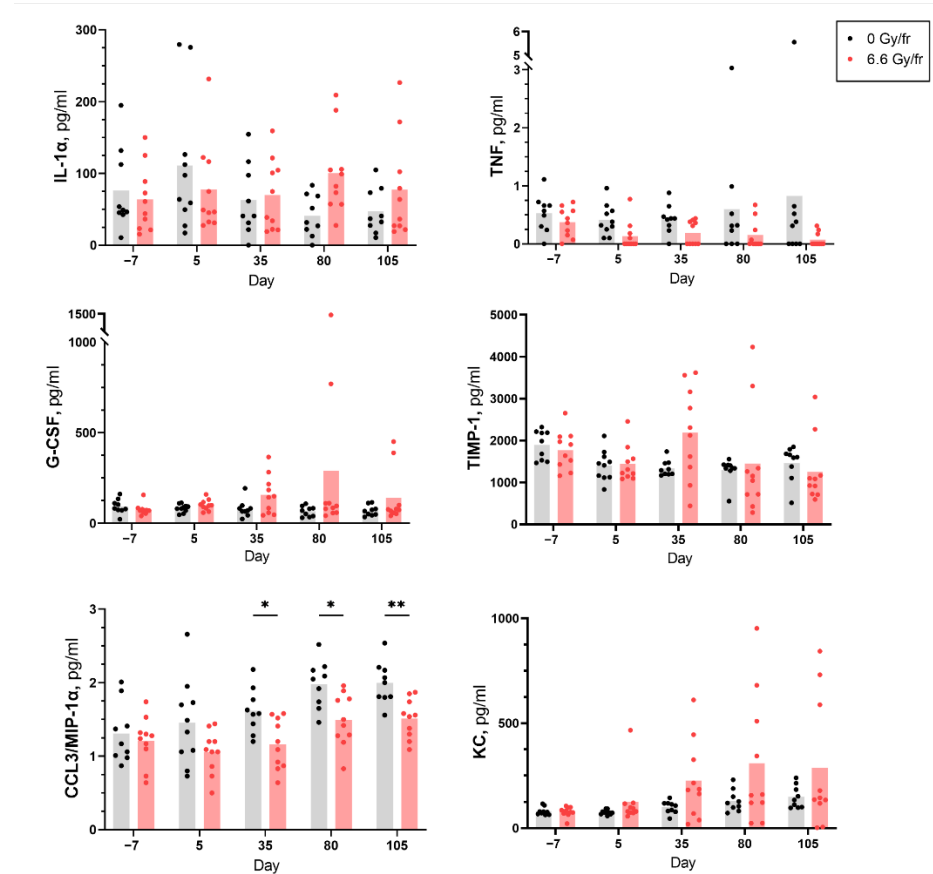 0 Gy/fr
6.6 Gy/fr
IL-1α, pg/ml
300
200
100
0
−7 5 35 80 105
Day
TNF, pg/ml
6
5
3
2
1
0
−7 5 35 80 105
Day
G-CSF, pg/ml
1500
1000
500
0
−7 5 35 80 105
Day
TIMP-1, pg/ml
5000
4000
3000
2000
1000
0
−7 5 35 80 105
Day
CCL3/MIP-1α, pg/ml
3
2
1
0
* * **
−7 5 35 80 105
Day
KC, pg/ml
1000
500
0
−7 5 35 80 105
Day